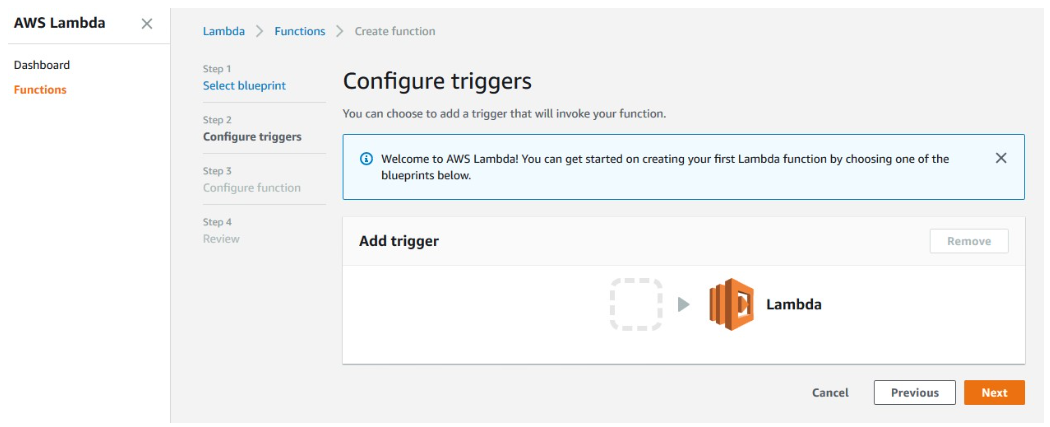 AWS Lambda
Dashboard
Functions
Lambda > Functions > Create function
Step 1
Select blueprint
Step 2
Configure triggers
Step 3
Configure function
Step 4
Review
Configure triggers
You can choose to add a trigger that will invoke your function.
Welcome to AWS Lambda! You can get started on creating your first Lambda function by choosing one of the
blueprints below.
Add trigger
Remove
Lambda
Cancel
Previous
Next